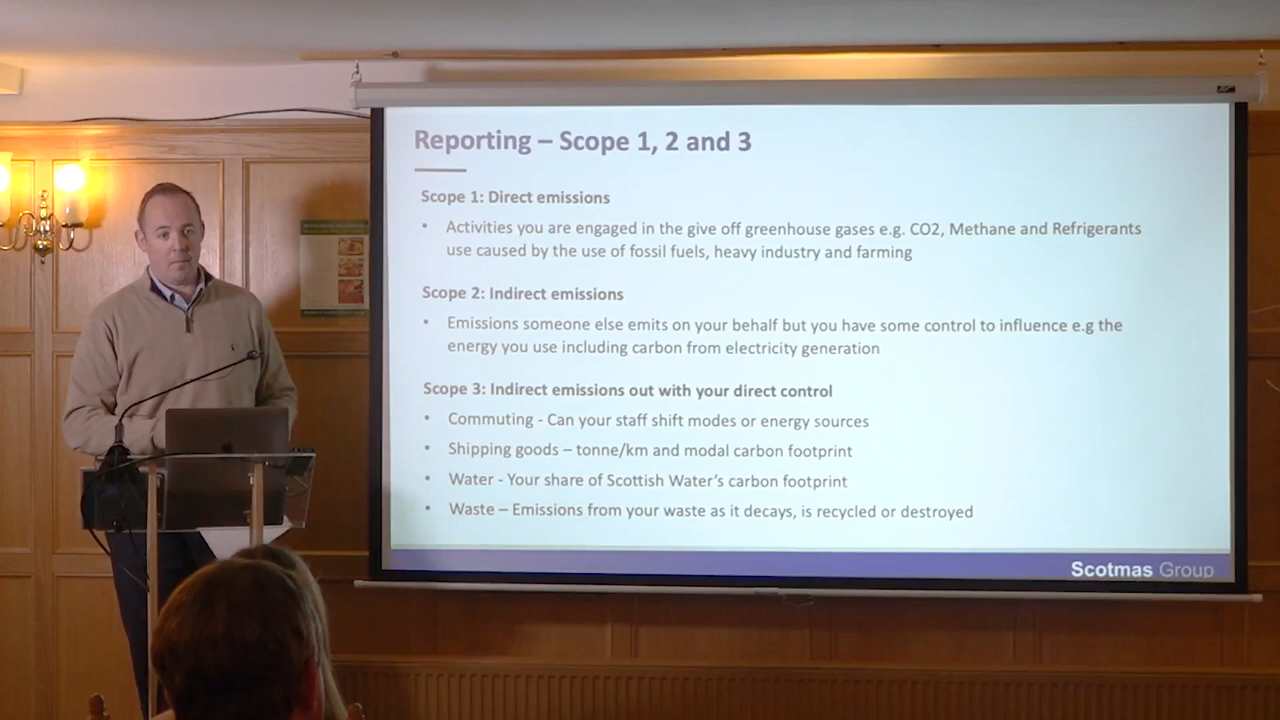 Reporting – Scope 1, 2 and 3
Scope 1: Direct emissions
• Activities you are engaged in the give off greenhouse gases e.g. CO2, Methane and Refrigerants
use caused by the use of fossil fuels, heavy industry and farming
Scope 2: Indirect emissions
• Emissions someone else emits on your behalf but you have some control to influence e.g the
energy you use including carbon from electricity generation
Scope 3: Indirect emissions out with your direct control
• Commuting - Can your staff shift modes or energy sources
• Shipping goods – tonne/km and modal carbon footprint
• Water - Your share of Scottish Water's carbon footprint
• Waste – Emissions from your waste as it decays, is recycled or destroyed
Scotmas Group